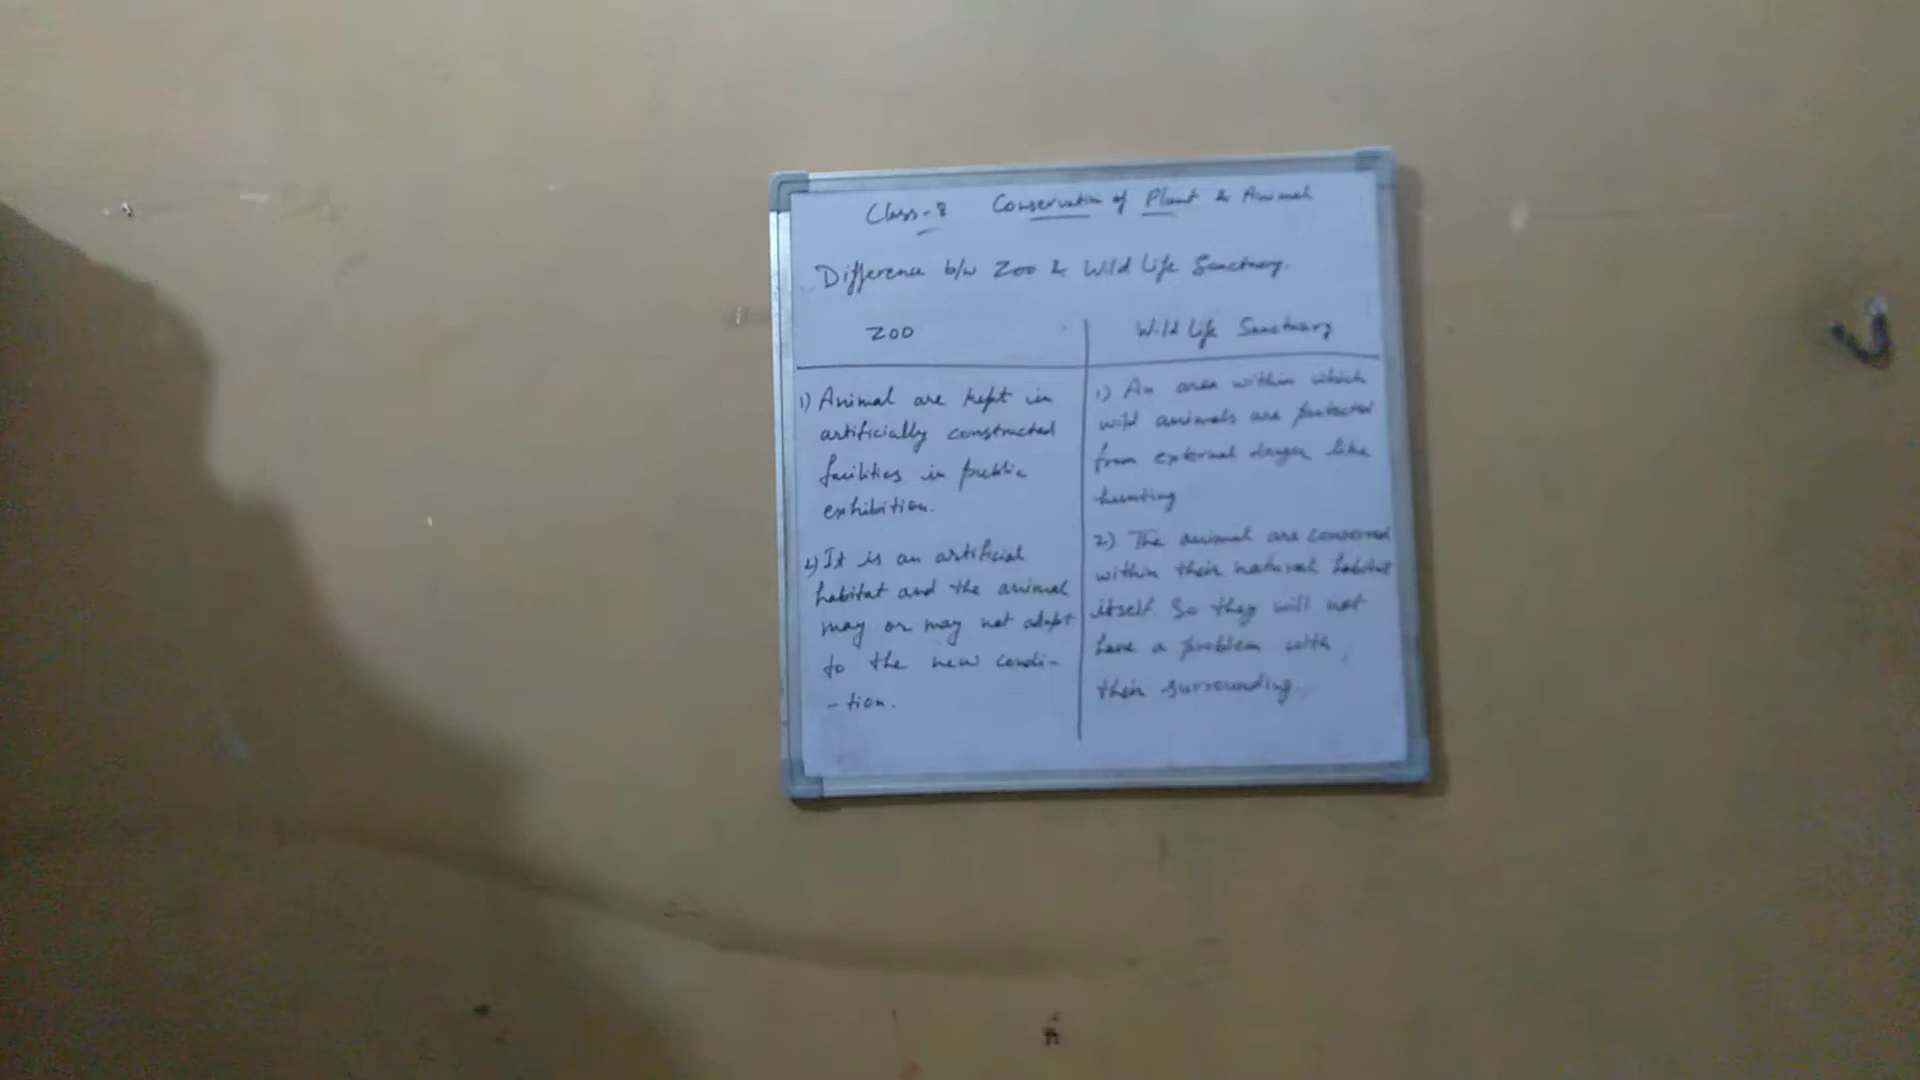 Class-8 Conservation of Plant & Animal
Difference b/w Zoo & Wild Life Sanctuary.
ZOO
Wild Life Sanctuary
1) Animal are kept in
artificially constructed
facilities in public
exhibition.
2) It is an artificial
habitat and the animal
may or may not adapt
to the new condi-
-tion.
1) An area within which
wild animals are protected
from external danger like
hunting
2) The animal are conserved
within their natural habitat
itself. So they will not
have a problem with
their surrounding.